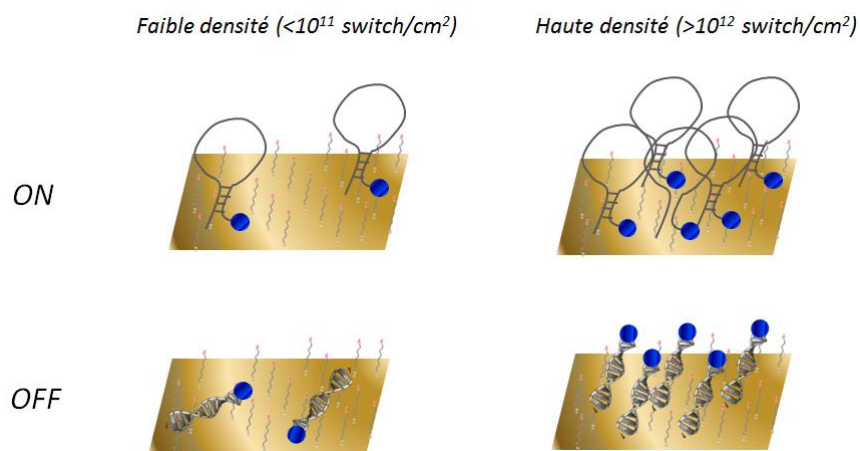 Faible densité (<10¹¹ switch/cm²)
Haute densité (>10¹² switch/cm²)
ON
OFF